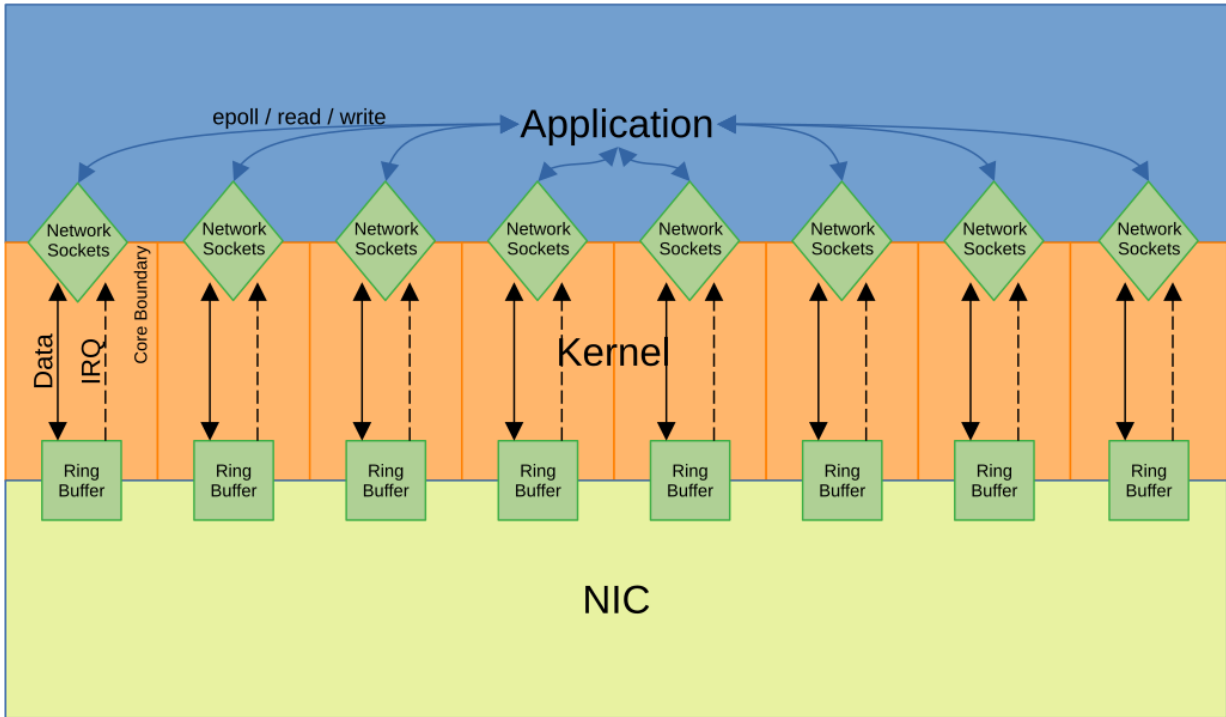 epoll / read / write
Application
Network
Sockets
Network
Sockets
Network
Sockets
Network
Sockets
Network
Sockets
Network
Sockets
Network
Sockets
Network
Sockets
Data
IRQ
Core Boundary
Kernel
Ring
Buffer
Ring
Buffer
Ring
Buffer
Ring
Buffer
Ring
Buffer
Ring
Buffer
Ring
Buffer
Ring
Buffer
NIC